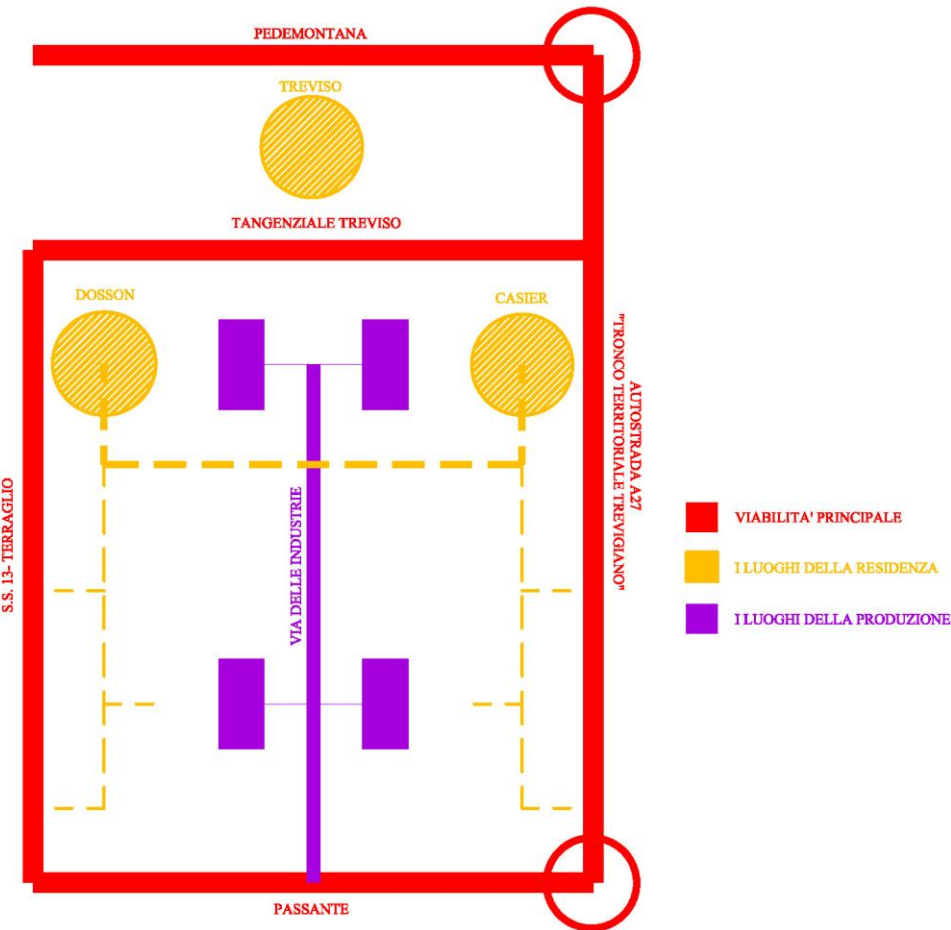 PEDEMONTANA
TREVISO
TANGENZIALE TREVISO
DOSSON
CASIER
S.S. 13- TERRAGLIO
VIA DELLE INDUSTRIE
AUTOSTRADA A27
"TRONCO TERRITORIALE TREVIGIANO"
VIABILITA' PRINCIPALE
I LUOGHI DELLA RESIDENZA
I LUOGHI DELLA PRODUZIONE
PASSANTE